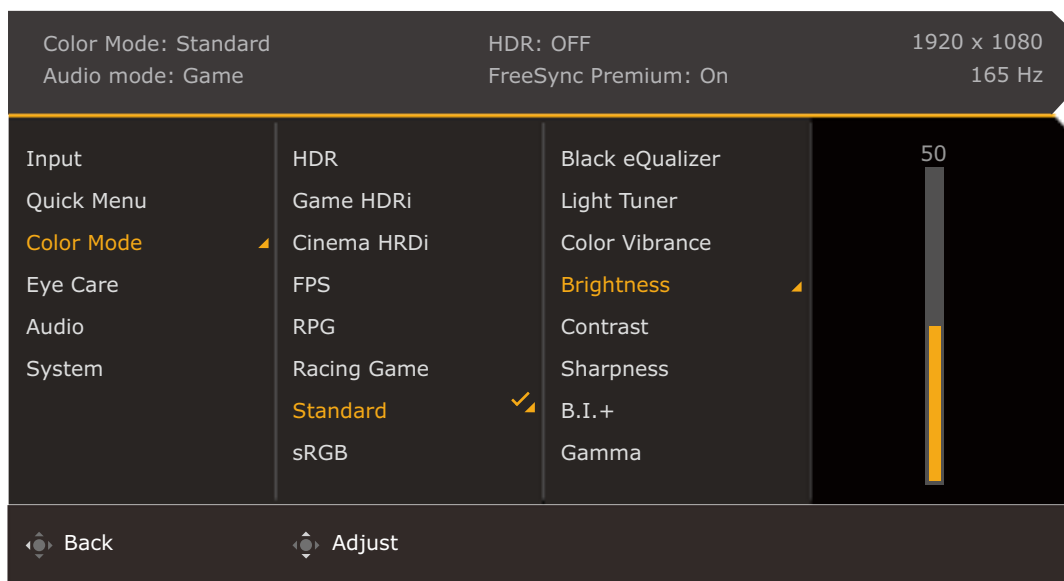 Color Mode: Standard
HDR: OFF
1920 x 1080
Audio mode: Game
FreeSync Premium: On
165 Hz
Input
Quick Menu
Color Mode
Eye Care
Audio
System
HDR
Game HDRi
Cinema HRDi
FPS
RPG
Racing Game
Standard
sRGB
Black eQualizer
Light Tuner
Color Vibrance
Brightness
Contrast
Sharpness
B.I.+
Gamma
50
Back
Adjust